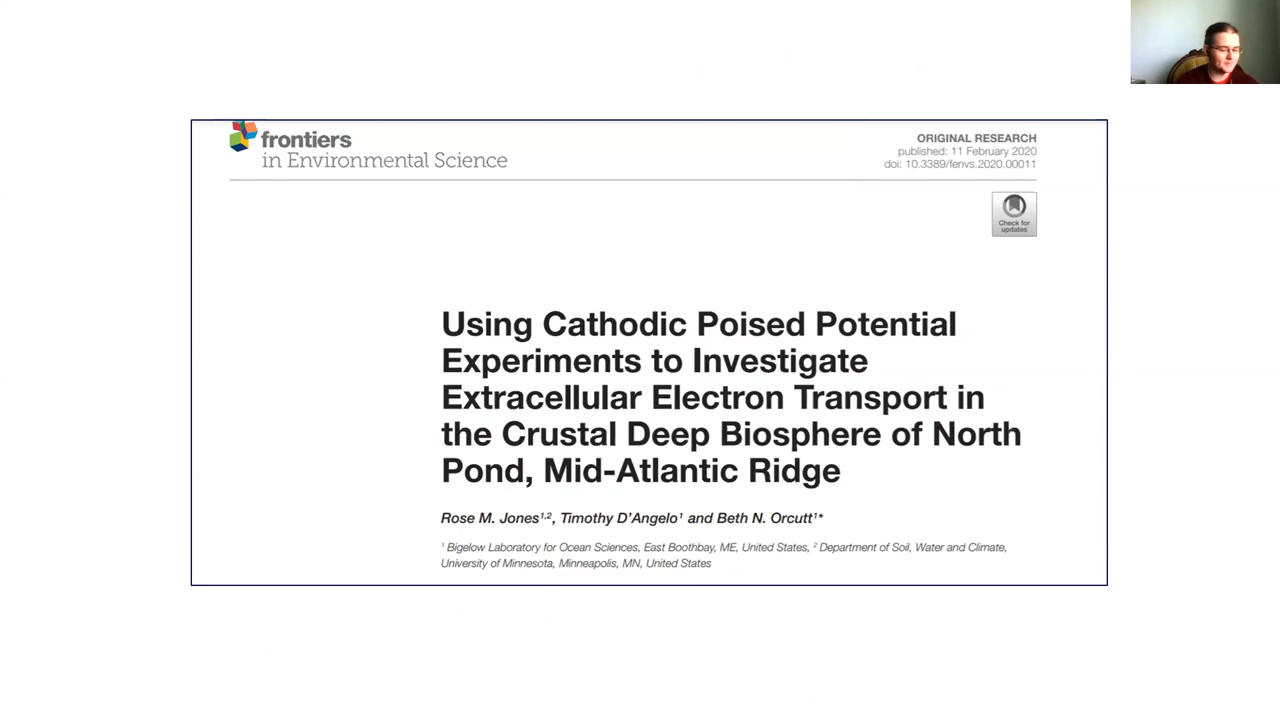 frontiers
in Environmental Science
ORIGINAL RESEARCH
published: 11 February 2020
doi: 10.3389/fenvs.2020.00011
Check for
updates
Using Cathodic Poised Potential
Experiments to Investigate
Extracellular Electron Transport in
the Crustal Deep Biosphere of North
Pond, Mid-Atlantic Ridge
Rose M. Jones1,2, Timothy D'Angelo1 and Beth N. Orcutt1*
1 Bigelow Laboratory for Ocean Sciences, East Boothbay, ME, United States, 2 Department of Soil, Water and Climate,
University of Minnesota, Minneapolis, MN, United States